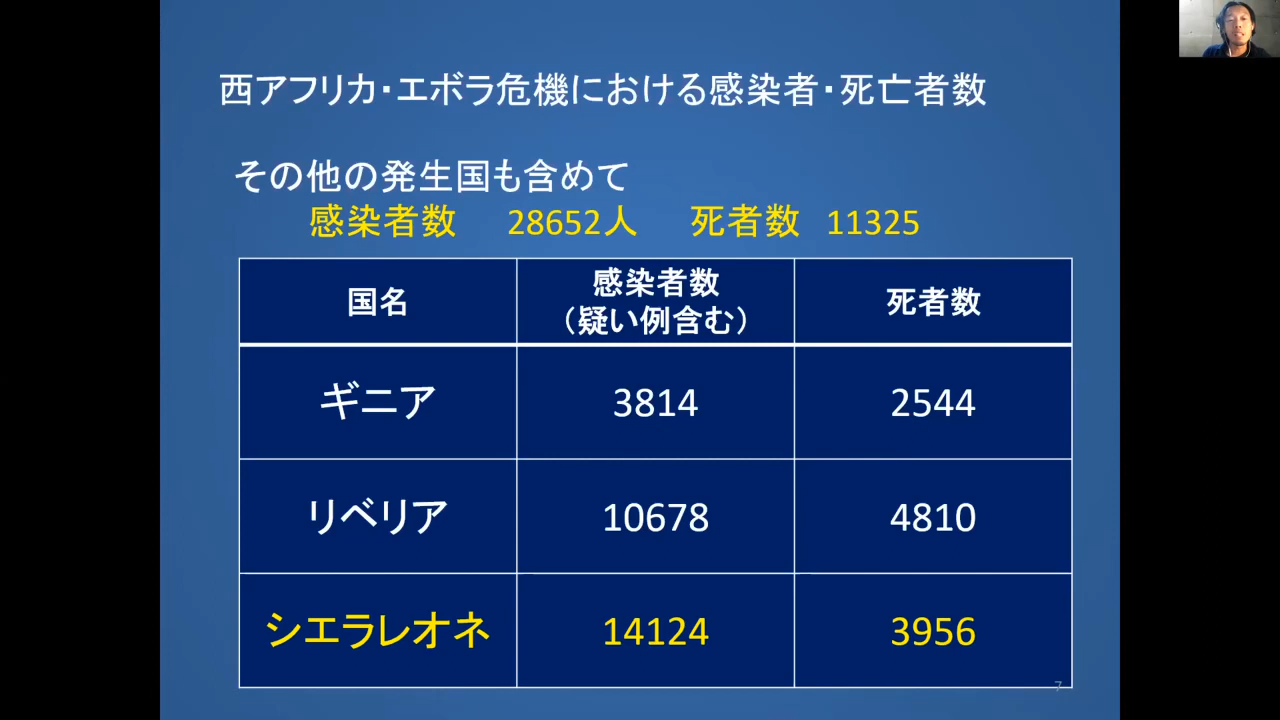 西アフリカ・エボラ危機における感染者・死亡者数
その他の発生国も含めて
感染者数 28652人 死者数 11325
国名 感染者数 死者数
（疑い例含む）
ギニア 3814 2544
リベリア 10678 4810
シエラレオネ 14124 3956
7